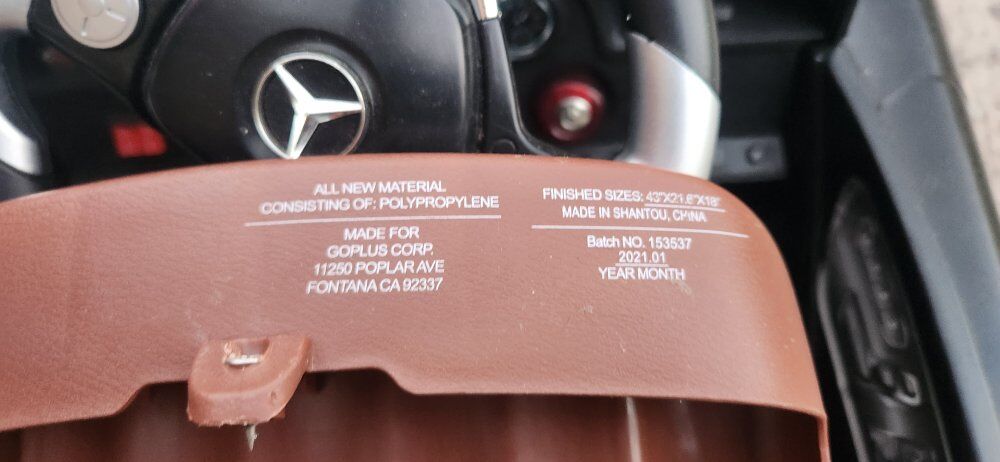 ALL NEW MATERIAL
CONSISTING OF: POLYPROPYLENE
MADE FOR
GOPLUS CORP.
11250 POPLAR AVE
FONTANA CA 92337
FINISHED SIZES: 43"X21.6"X18"
MADE IN SHANTOU, CHINA
Batch NO. 153537
2021.01
YEAR MONTH